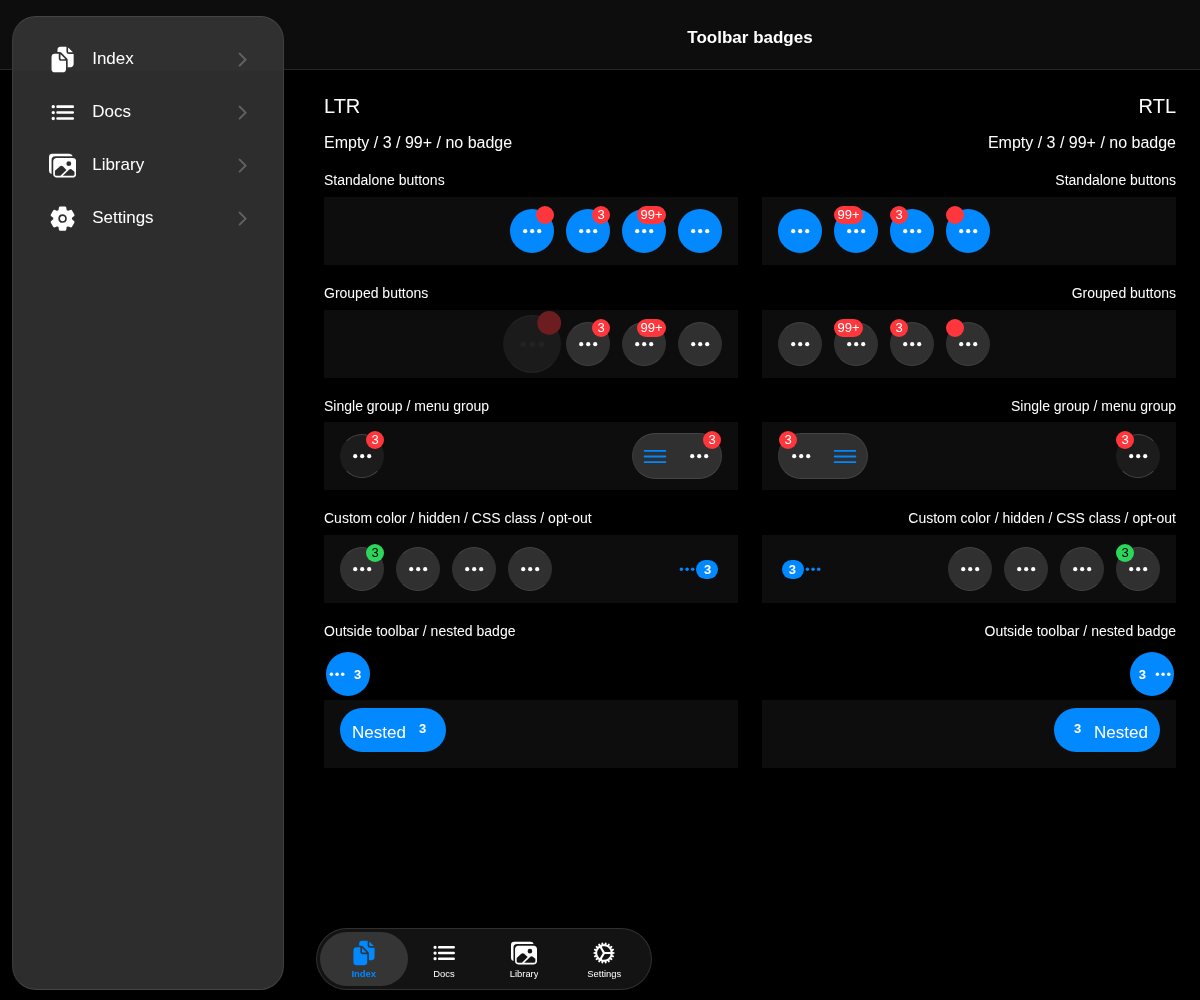 Toolbar badges
Index
Docs
Library
Settings
LTR
RTL
Empty / 3 / 99+ / no badge
Empty / 3 / 99+ / no badge
Standalone buttons
Standalone buttons
3
99+
99+
3
Grouped buttons
Grouped buttons
3
99+
99+
3
Single group / menu group
Single group / menu group
3
3
3
3
Custom color / hidden / CSS class / opt-out
Custom color / hidden / CSS class / opt-out
3
3
3
3
Outside toolbar / nested badge
Outside toolbar / nested badge
3
3
Nested 3
3 Nested
Index
Docs
Library
Settings